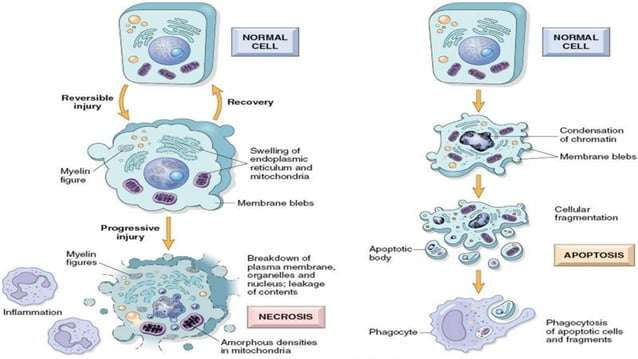 NORMAL
CELL
Reversible
injury
Recovery
Swelling of
endoplasmic
reticulum and
mitochondria
Myelin
figure
Membrane blebs
Progressive
injury
Myelin
figures
Breakdown of
plasma membrane,
organelles and
nucleus; leakage
of contents
Inflammation
NECROSIS
Amorphous densities
in mitochondria
NORMAL
CELL
Condensation
of chromatin
Membrane blebs
Cellular
fragmentation
Apoptotic
body
APOPTOSIS
Phagocyte
Phagocytosis
of apoptotic cells
and fragments